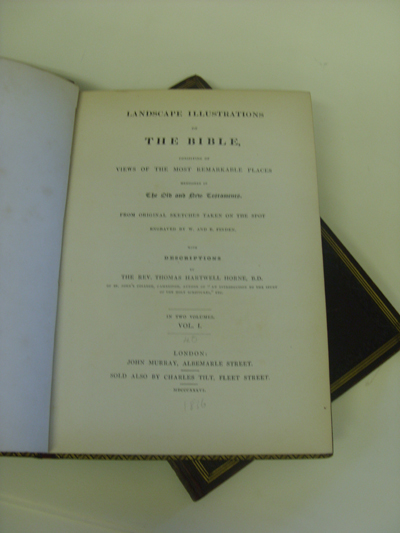 LANDSCAPE ILLUSTRATIONS
OF
THE BIBLE,
CONSISTING OF
VIEWS OF THE MOST REMARKABLE PLACES
MENTIONED IN
The Old and New Testaments.
FROM ORIGINAL SKETCHES TAKEN ON THE SPOT
ENGRAVED BY W. AND E. FINDEN.
WITH
DESCRIPTIONS
BY
THE REV. THOMAS HARTWELL HORNE, B.D.
IN TWO VOLUMES.
VOL. I.
LONDON:
JOHN MURRAY, ALBEMARLE STREET.
SOLD ALSO BY CHARLES TILT, FLEET STREET.
MDCCCXXXVI.
1836